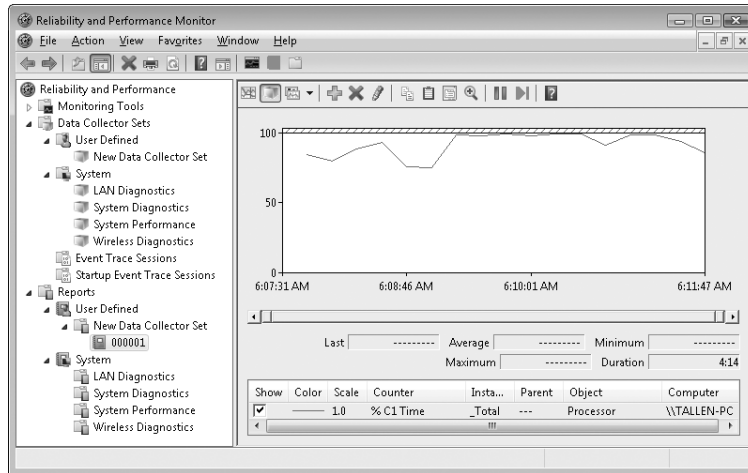 Reliability and Performance Monitor
File Action View Favorites Window Help
Reliability and Performance
Monitoring Tools
Data Collector Sets
User Defined
New Data Collector Set
System
LAN Diagnostics
System Diagnostics
System Performance
Wireless Diagnostics
Event Trace Sessions
Startup Event Trace Sessions
Reports
User Defined
New Data Collector Set
000001
System
LAN Diagnostics
System Diagnostics
System Performance
Wireless Diagnostics
100
50
0
6:07:31 AM 6:08:46 AM 6:10:01 AM 6:11:47 AM
Last --------- Average --------- Minimum ---------
Maximum --------- Duration 4:14
Show Color Scale Counter Insta... Parent Object Computer
1.0 % C1 Time _Total --- Processor \\TALLEN-PC